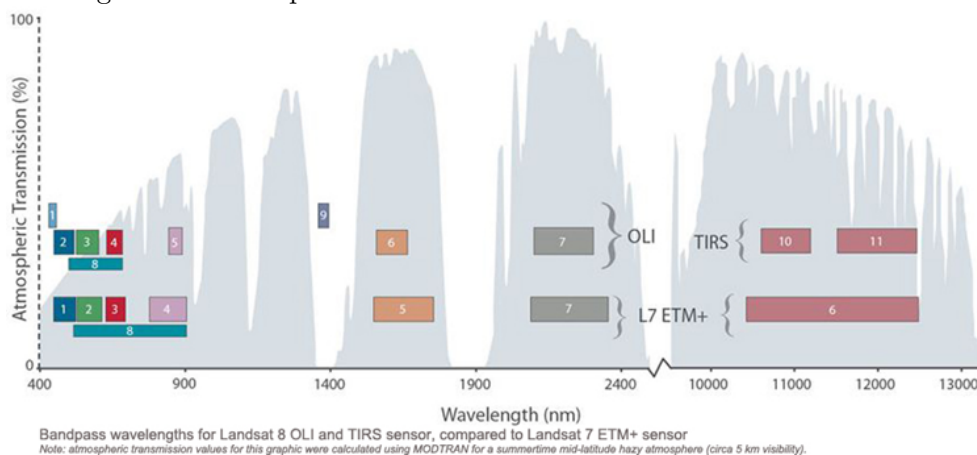 100
Atmospheric Transmission (%)
0
1
9
2 3 4 5 6 7 OLI TIRS 10 11
8
1 2 3 4 5 7 L7 ETM+ 6
8
400 900 1400 1900 2400 10000 11000 12000 13000
Wavelength (nm)
Bandpass wavelengths for Landsat 8 OLI and TIRS sensor, compared to Landsat 7 ETM+ sensor
Note: atmospheric transmission values for this graphic were calculated using MODTRAN for a summertime mid-latitude hazy atmosphere (circa 5 km visibility).